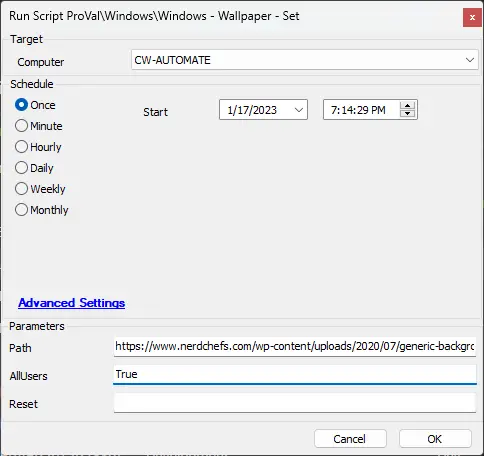 Run Script ProVal\Windows\Windows - Wallpaper - Set
x
Target
Computer CW-AUTOMATE
Schedule
Once Start 1/17/2023 7:14:29 PM
Minute
Hourly
Daily
Weekly
Monthly
Advanced Settings
Parameters
Path https://www.nerdchefs.com/wp-content/uploads/2020/07/generic-backgro
AllUsers True
Reset
Cancel OK